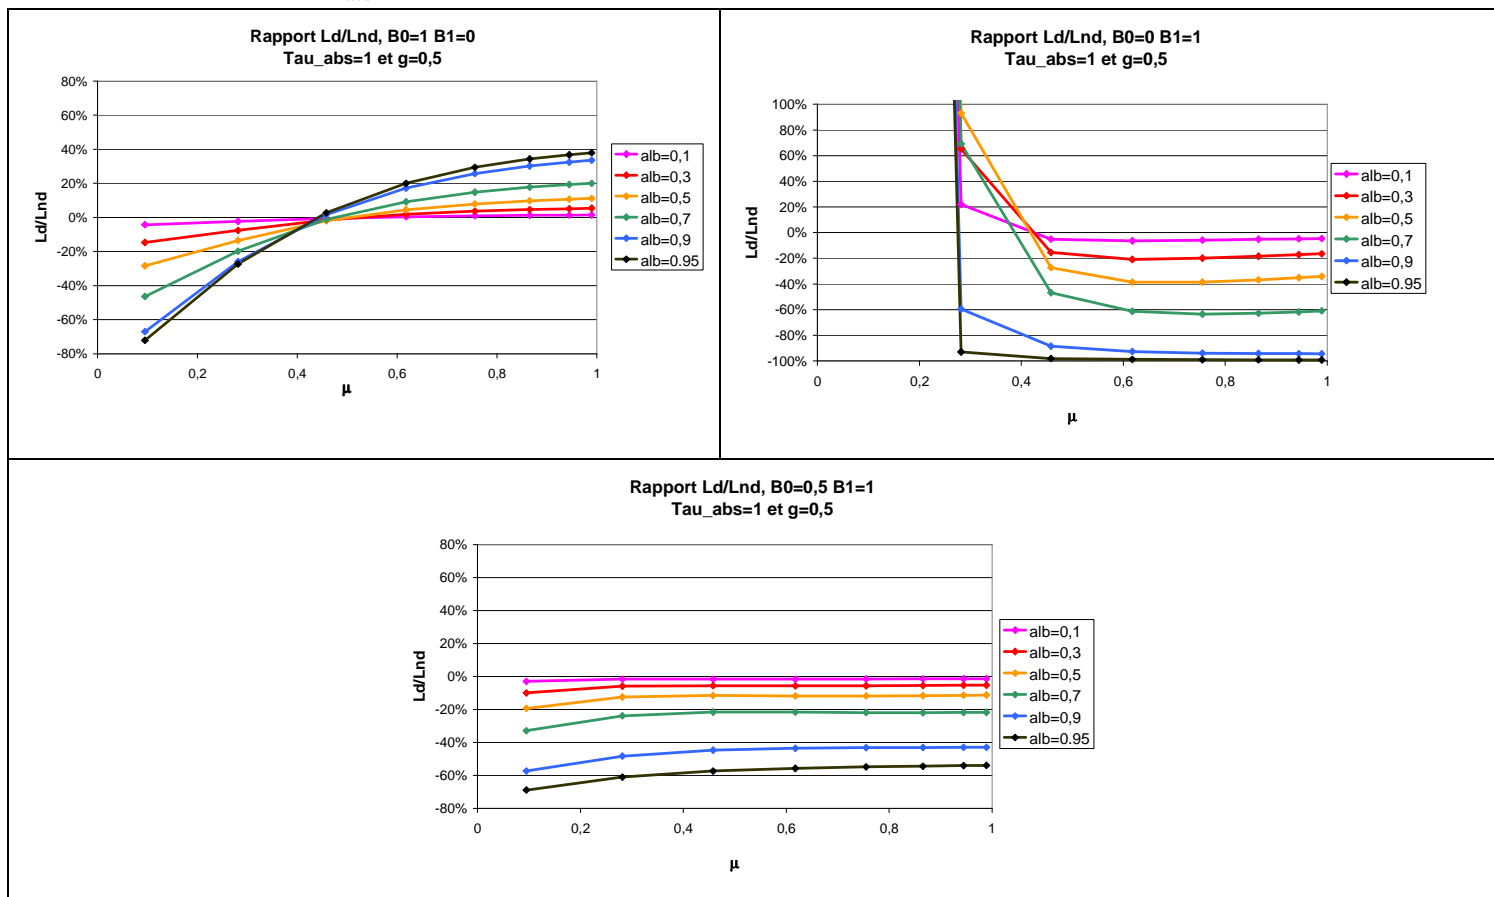 Rapport Ld/Lnd, B0=1 B1=0
Tau_abs=1 et g=0,5
80%
60%
40%
20%
0%
-20%
-40%
-60%
-80%
Ld/Lnd
0
0,2
0,4
0,6
0,8
1
μ
alb=0,1
alb=0,3
alb=0,5
alb=0,7
alb=0,9
alb=0.95
Rapport Ld/Lnd, B0=0 B1=1
Tau_abs=1 et g=0,5
100%
80%
60%
40%
20%
0%
-20%
-40%
-60%
-80%
-100%
Ld/Lnd
0
0,2
0,4
0,6
0,8
1
μ
alb=0,1
alb=0,3
alb=0,5
alb=0,7
alb=0,9
alb=0.95
Rapport Ld/Lnd, B0=0,5 B1=1
Tau_abs=1 et g=0,5
80%
60%
40%
20%
0%
-20%
-40%
-60%
-80%
Ld/Lnd
0
0,2
0,4
0,6
0,8
1
μ
alb=0,1
alb=0,3
alb=0,5
alb=0,7
alb=0,9
alb=0.95